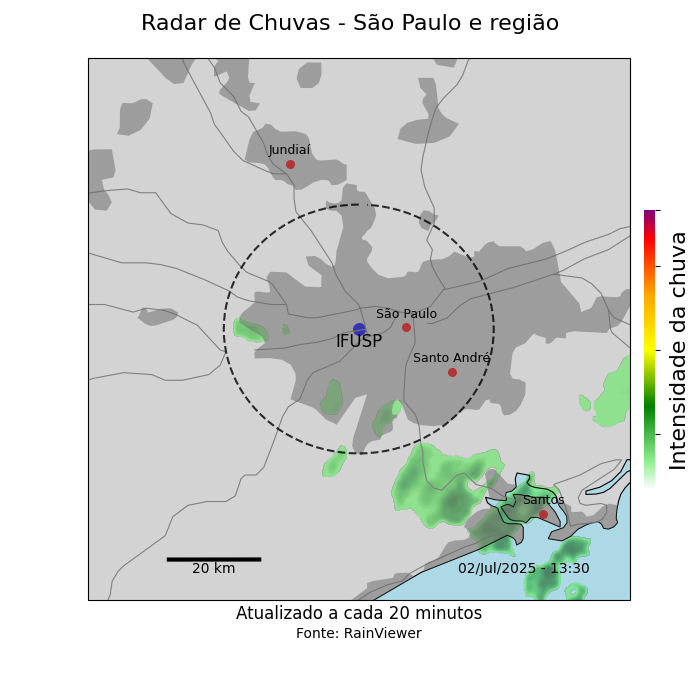 Radar de Chuvas - São Paulo e região
Jundiaí
São Paulo
IFUSP
Santo André
Santos
20 km
02/Jul/2025 - 13:30
Intensidade da chuva
Atualizado a cada 20 minutos
Fonte: RainViewer